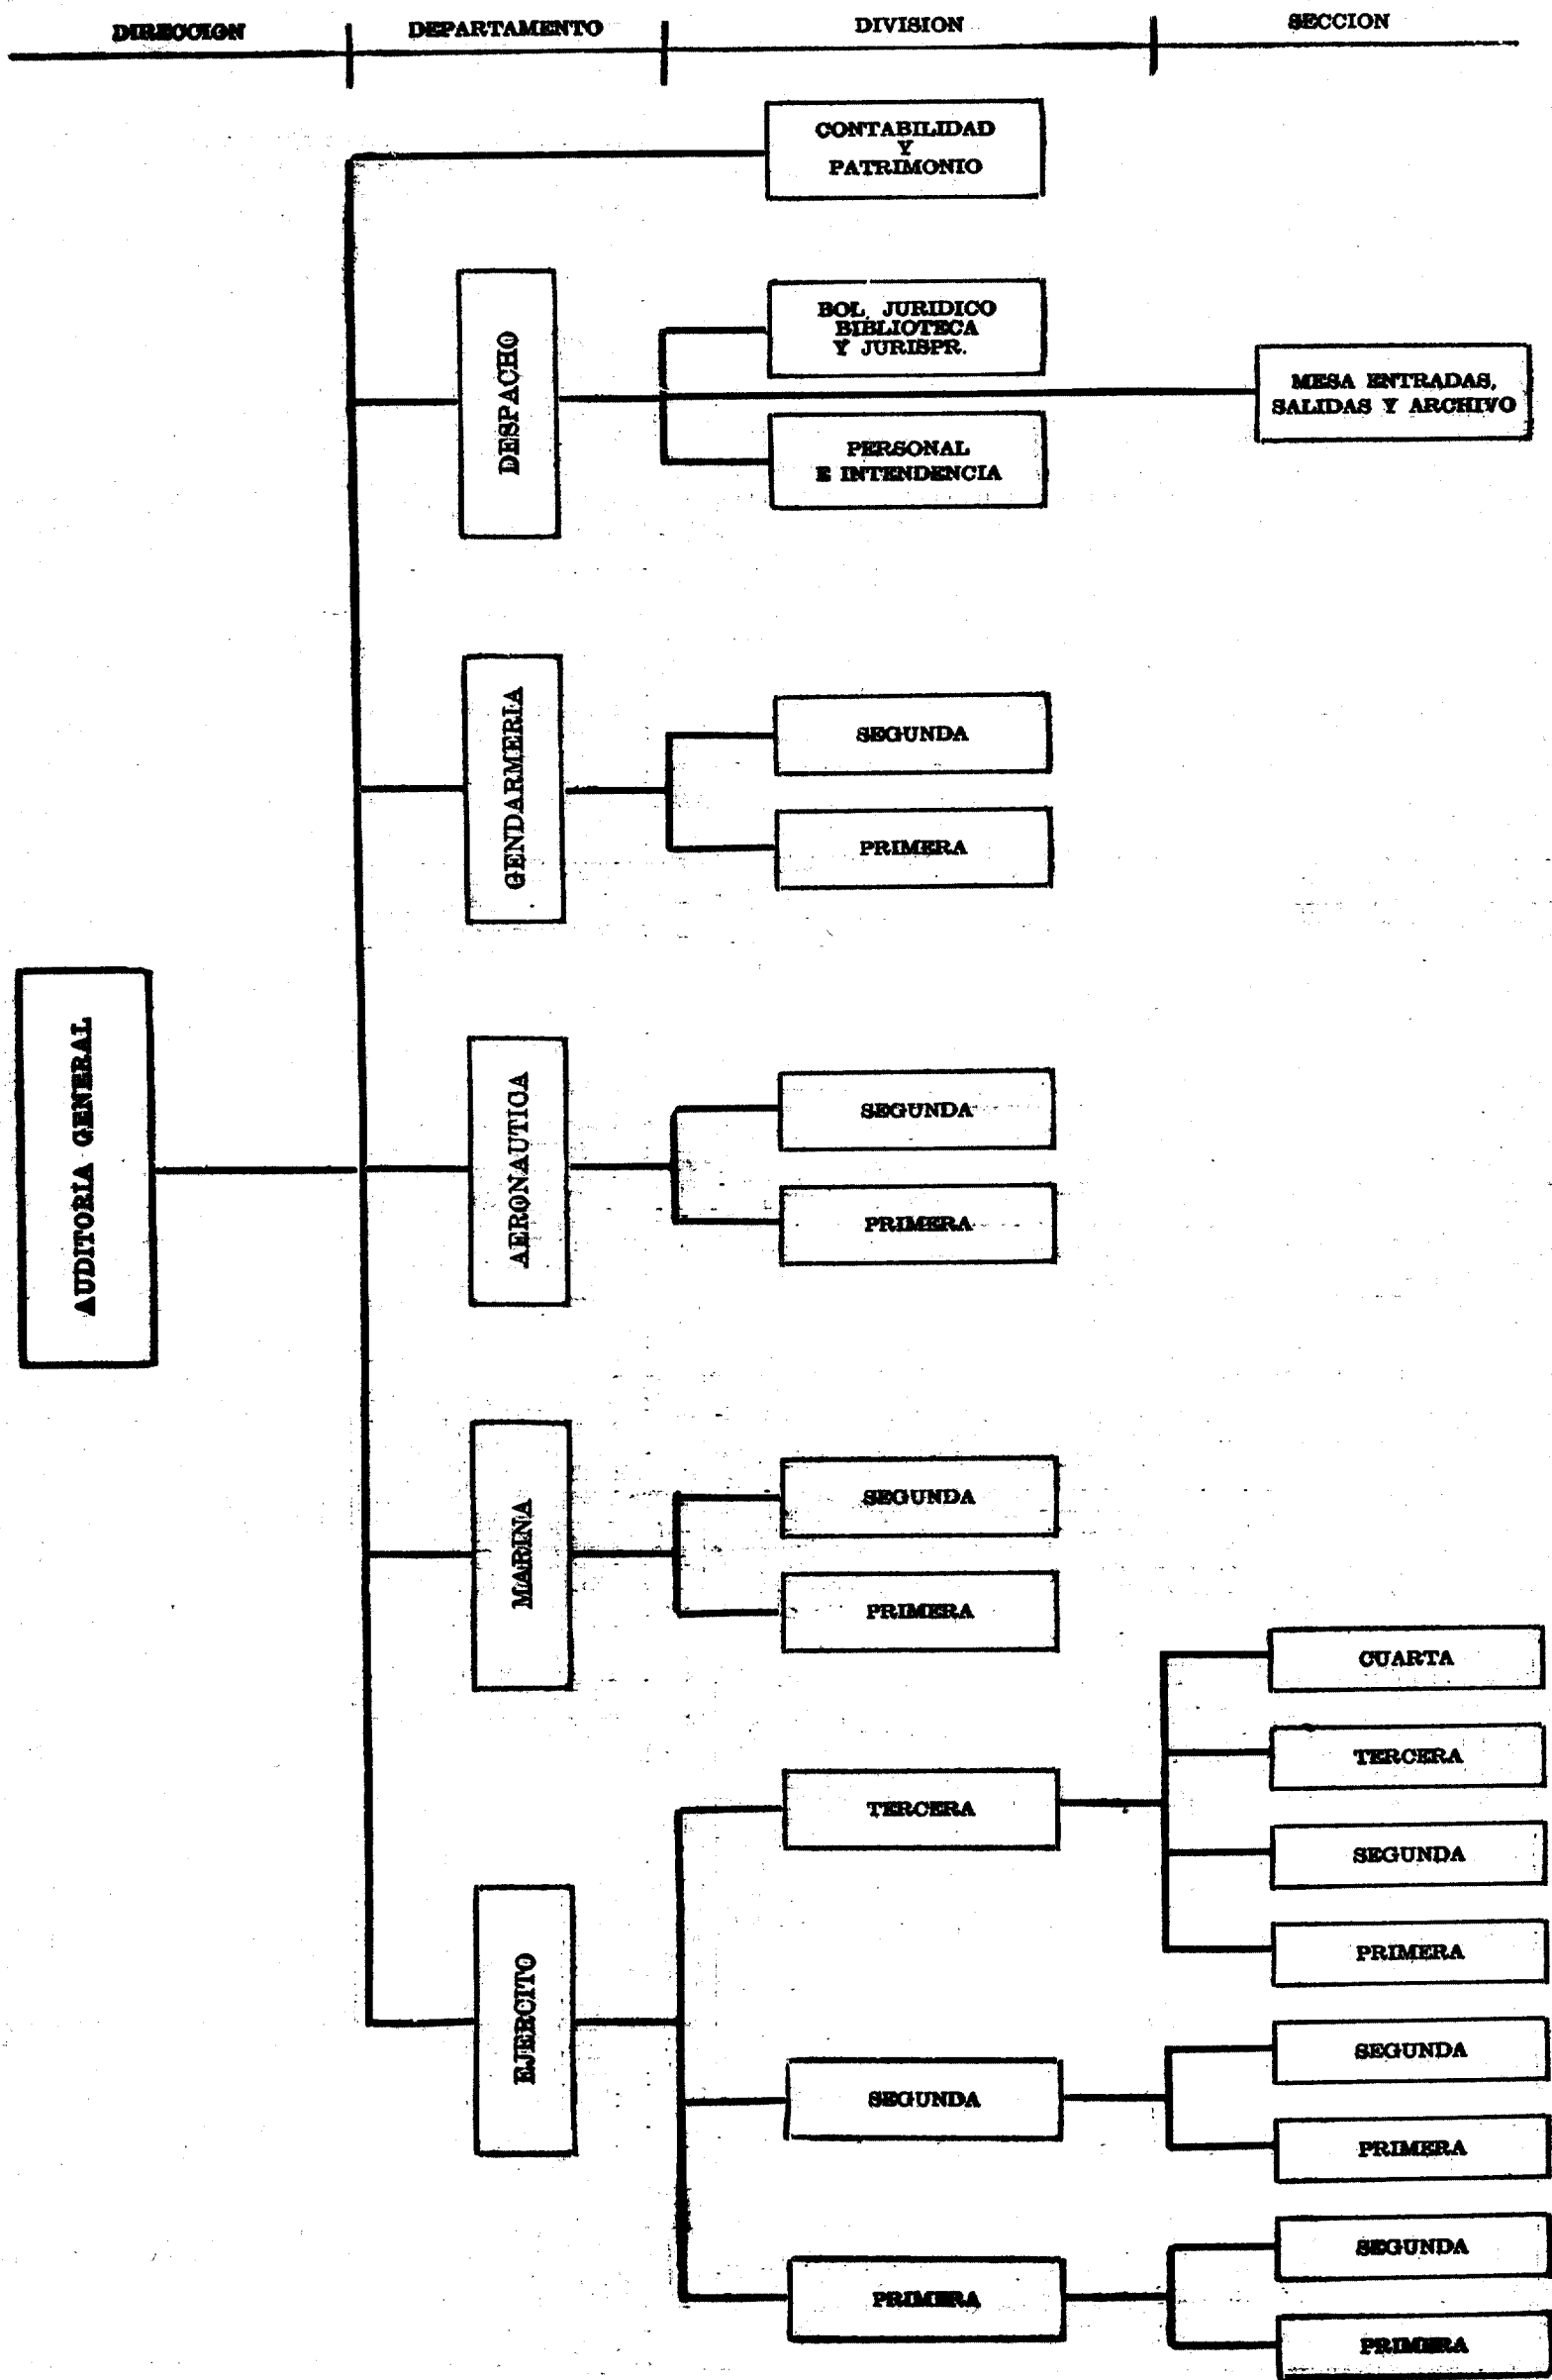 DIRECCION
DEPARTAMENTO
DIVISION
SECCION
CONTABILIDAD
Y
PATRIMONIO
DESPACHO
BOL. JURIDICO
BIBLIOTECA
Y JURISPR.
PERSONAL
E INTENDENCIA
MESA ENTRADAS,
SALIDAS Y ARCHIVO
GENDARMERIA
SEGUNDA
PRIMERA
AUDITORIA GENERAL
AERONAUTICA
SEGUNDA
PRIMERA
MARINA
SEGUNDA
PRIMERA
EJERCITO
TERCERA
CUARTA
TERCERA
SEGUNDA
PRIMERA
SEGUNDA
SEGUNDA
PRIMERA
PRIMERA
SEGUNDA
PRIMERA